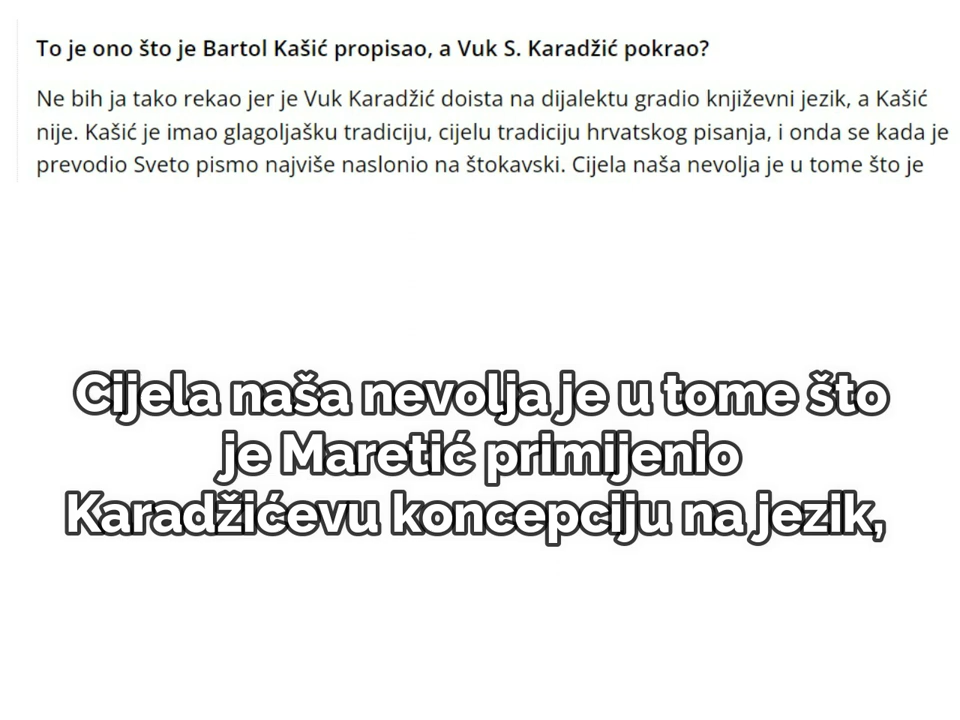 To je ono što je Bartol Kašić propisao, a Vuk S. Karadžić pokrao?
Ne bih ja tako rekao jer je Vuk Karadžić doista na dijalektu gradio književni jezik, a Kašić
nije. Kašić je imao glagoljašku tradiciju, cijelu tradiciju hrvatskog pisanja, i onda se kada je
prevodio Sveto pismo najviše naslonio na štokavski. Cijela naša nevolja je u tome što je
Cijela naša nevolja je u tome što
je Maretić primijenio
Karadžićevu koncepciju na jezik,